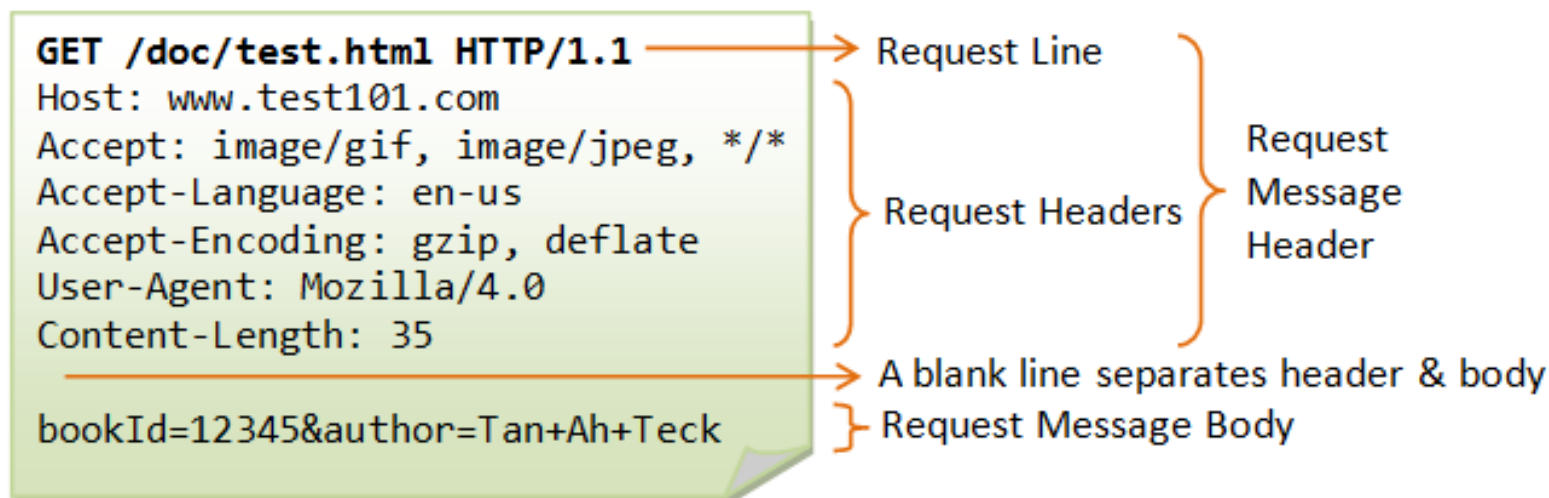 GET /doc/test.html HTTP/1.1
Host: www.test101.com
Accept: image/gif, image/jpeg, */*
Accept-Language: en-us
Accept-Encoding: gzip, deflate
User-Agent: Mozilla/4.0
Content-Length: 35
bookId=12345&author=Tan+Ah+Teck
Request Line
Request Headers
Request
Message
Header
A blank line separates header & body
Request Message Body